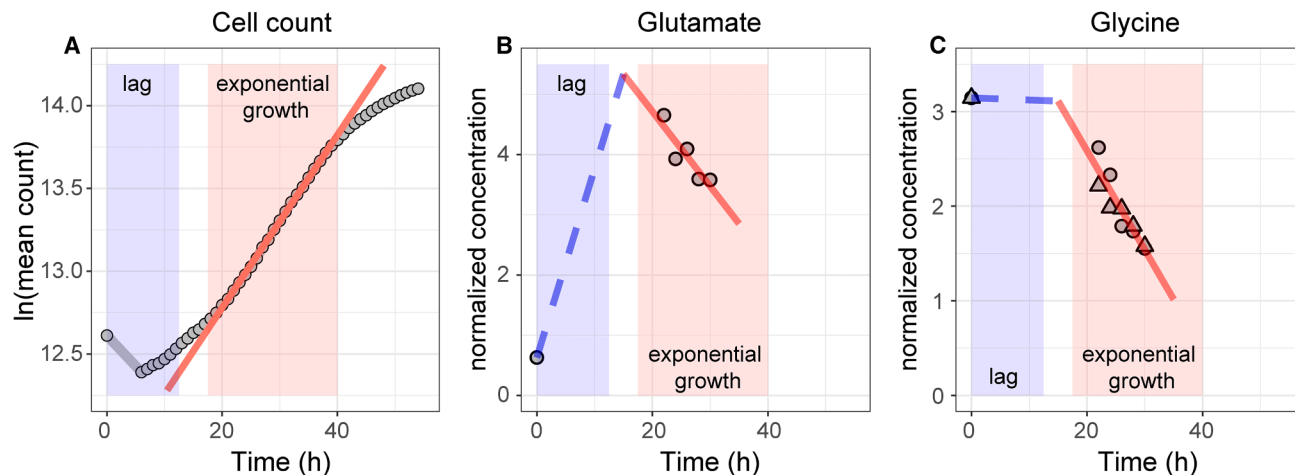 A
Cell count
lag
exponential
growth
ln(mean count)
14.0
13.5
13.0
12.5
0
20
40
Time (h)
B
Glutamate
lag
normalized concentration
4
2
0
exponential
growth
0
20
40
Time (h)
C
Glycine
normalized concentration
3
2
1
0
lag
exponential
growth
0
20
40
Time (h)